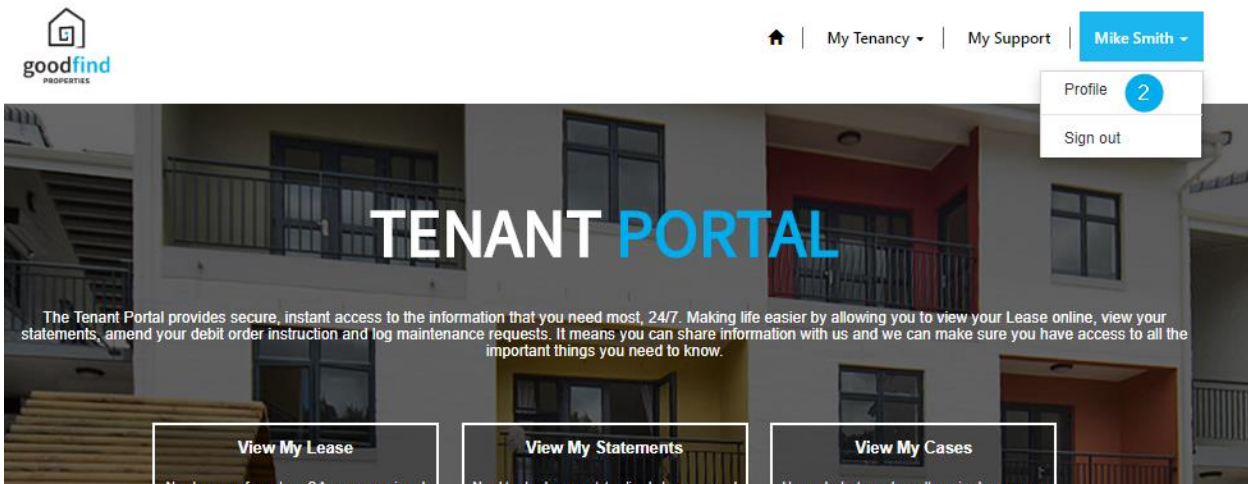 goodfind
PROPERTIES
My Tenancy
My Support
Mike Smith
Profile
2
Sign out
TENANT PORTAL
The Tenant Portal provides secure, instant access to the information that you need most, 24/7. Making life easier by allowing you to view your Lease online, view your
statements, amend your debit order instruction and log maintenance requests. It means you can share information with us and we can make sure you have access to all the
important things you need to know.
View My Lease
View My Statements
View My Cases